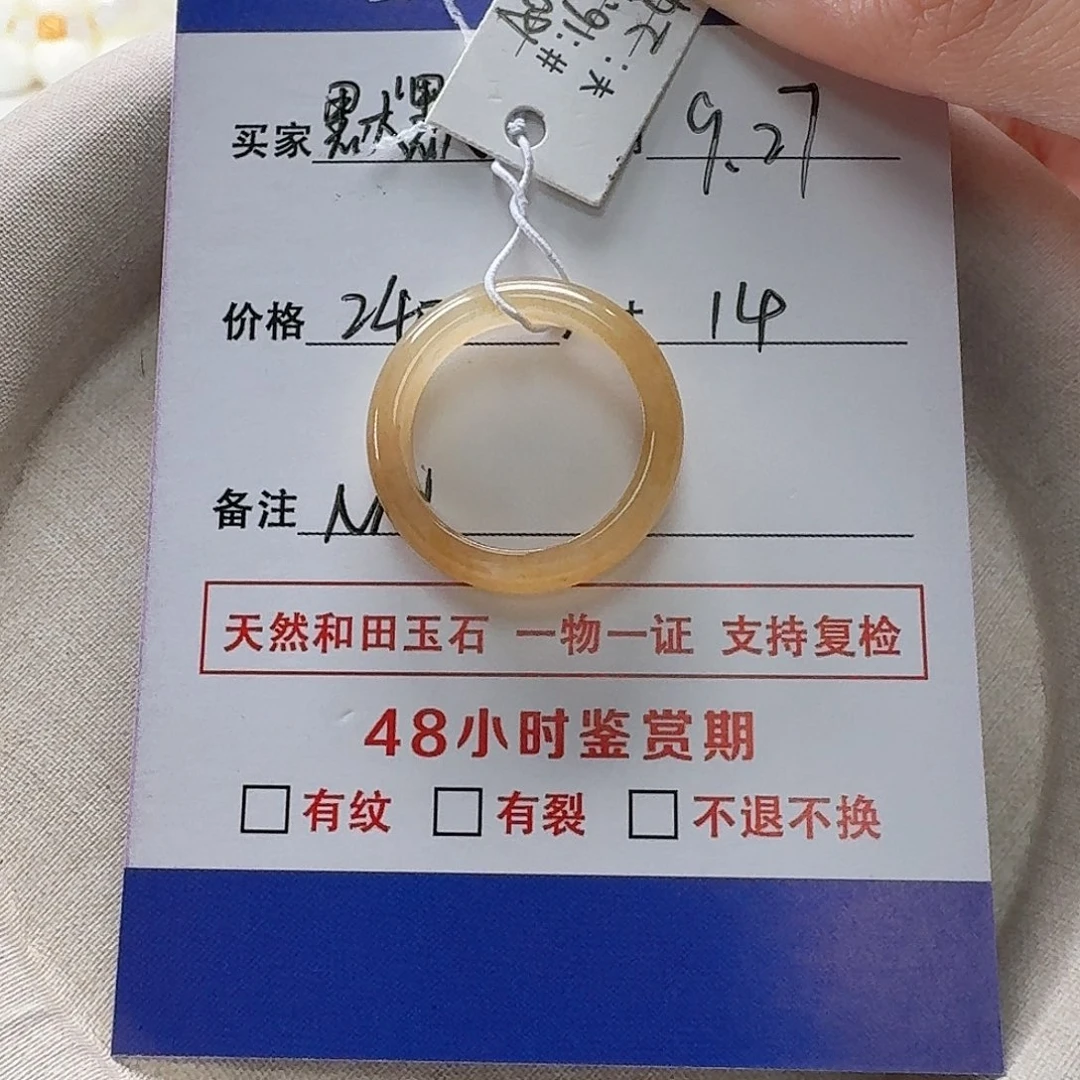 买家 9.27
价格 24 14
备注
天然和田玉石 一物一证 支持复检
48小时鉴赏期
有纹 有裂 不退不换